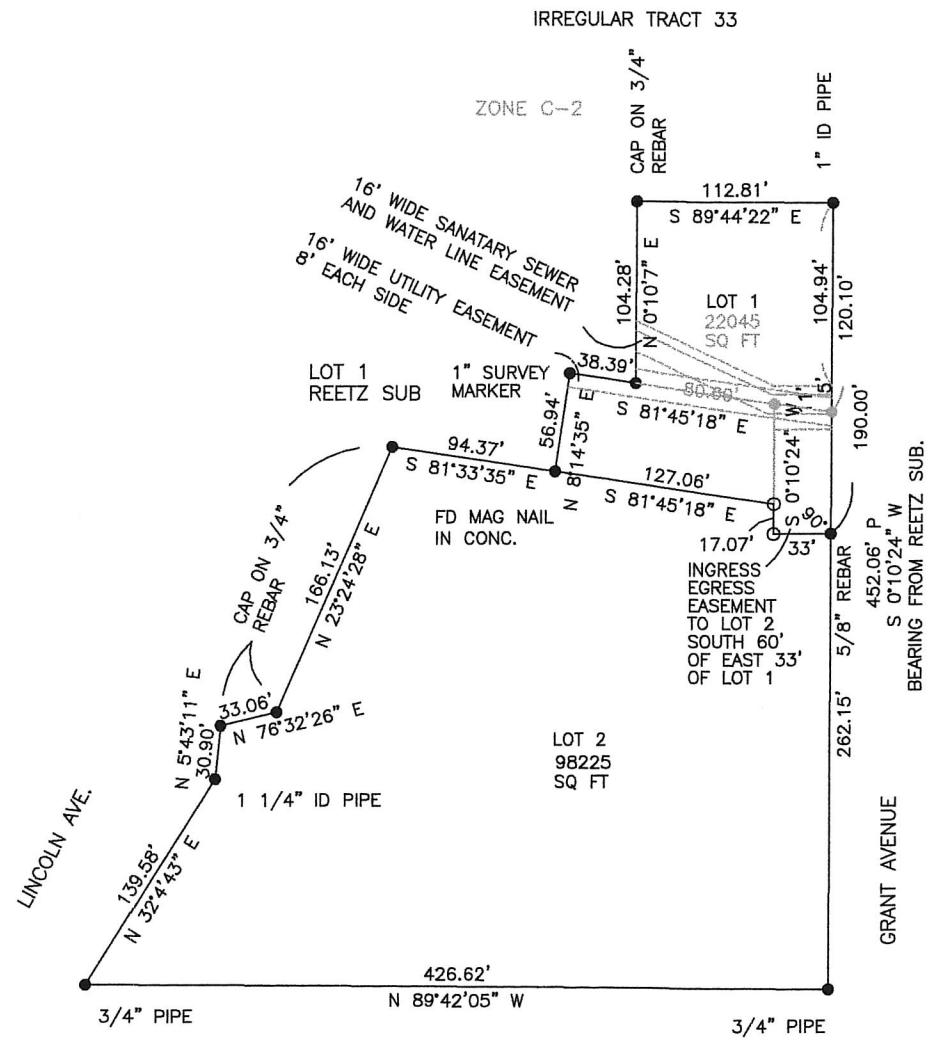 IRREGULAR TRACT 33
ZONE C-2
CAP ON 3/4"
REBAR
1" ID PIPE
112.81'
S 89°44'22" E
16' WIDE SANATARY SEWER
AND WATER LINE EASEMENT
16' WIDE UTILITY EASEMENT
8' EACH SIDE
104.28'
N 0°10'7" E
LOT 1
22045
SQ FT
104.94'
120.10'
38.39'
LOT 1
REETZ SUB
1" SURVEY
MARKER
80.66'
S 81°45'18" E
190.00'
56.94'
N 8°14'35" E
94.37'
S 81°33'35" E
127.06'
S 81°45'18" E
S 0°10'24" W
90°
FD MAG NAIL
IN CONC.
17.07'
33'
INGRESS
EGRESS
EASEMENT
TO LOT 2
SOUTH 60'
OF EAST 33'
OF LOT 1
5/8" REBAR
452.06' P
S 0°10'24" W
BEARING FROM REETZ SUB.
CAP ON 3/4"
REBAR
166.13'
N 23°24'28" E
33.06'
N 76°32'26" E
N 5°43'11" E
30.90'
1 1/4" ID PIPE
LOT 2
98225
SQ FT
262.15'
LINCOLN AVE.
139.58'
N 32°4'43" E
GRANT AVENUE
426.62'
N 89°42'05" W
3/4" PIPE
3/4" PIPE